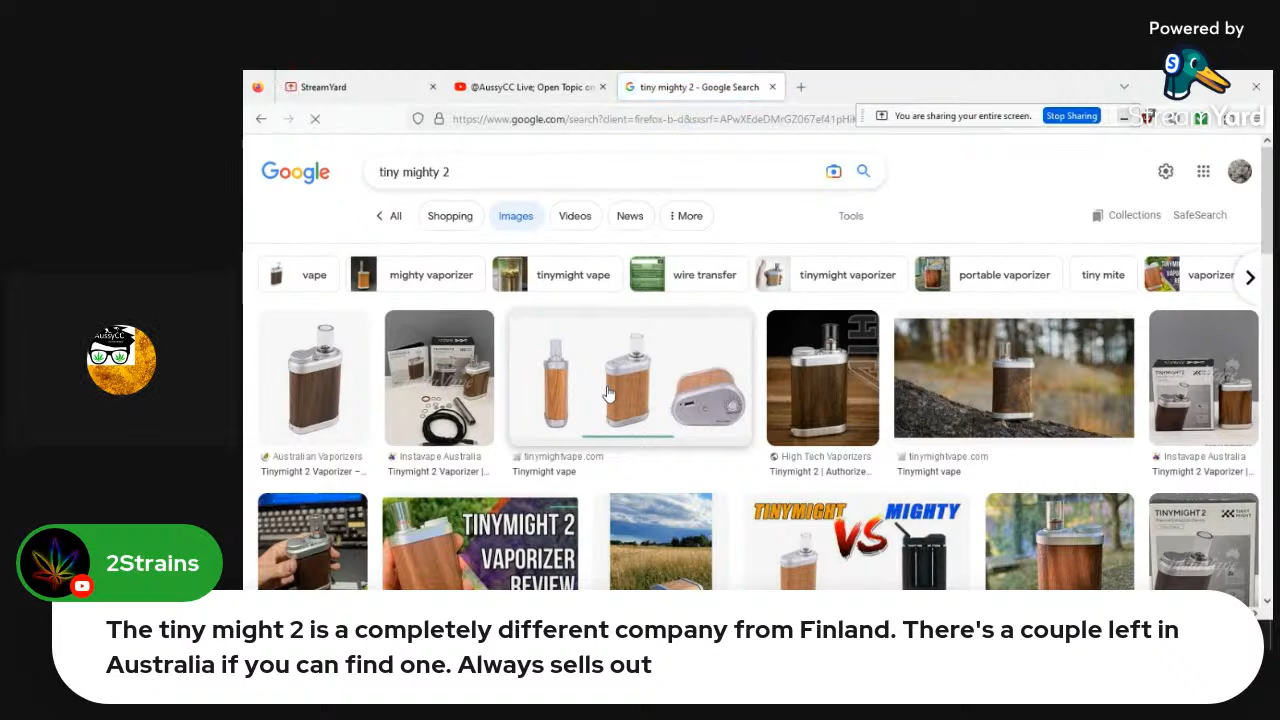 Powered by
StreamYard
StreamYard
@AussyCC Live; Open Topic on
tiny mighty 2 - Google Search
https://www.google.com/search?client=firefox-b-d&sxsrf=APwXEdeDMrGZ067ef41pHiK
You are sharing your entire screen.
Stop Sharing
Google
tiny mighty 2
All
Shopping
Images
Videos
News
More
Tools
Collections
SafeSearch
vape
mighty vaporizer
tinymight vape
wire transfer
tinymight vaporizer
portable vaporizer
tiny mite
vaporizer
AussyCC
Australian Vaporizers
Instavape Australia
tinymightvape.com
High Tech Vaporizers
tinymightvape.com
Instavape Australia
Tinymight 2 Vaporizer –...
Tinymight 2 Vaporizer |...
Tinymight vape
Tinymight 2 | Authorize...
Tinymight vape
Tinymight 2 Vaporizer |...
TINYMIGHT 2
VAPORIZER
REVIEW
TINYMIGHT
VS
MIGHTY
TINYMIGHT 2
2Strains
The tiny might 2 is a completely different company from Finland. There's a couple left in
Australia if you can find one. Always sells out